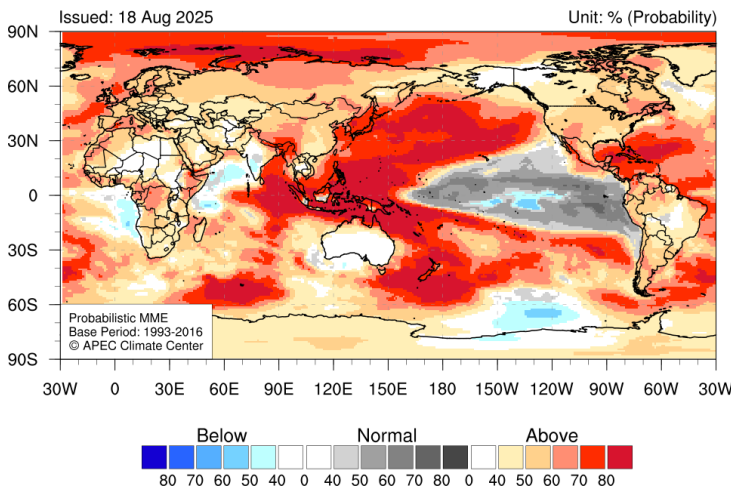 Issued: 18 Aug 2025
Unit: % (Probability)
90N
60N
30N
0
30S
60S
90S
Probabilistic MME
Base Period: 1993-2016
© APEC Climate Center
30W 0 30E 60E 90E 120E 150E 180 150W 120W 90W 60W 30W
Below Normal Above
80 70 60 50 40 0 40 50 60 70 80 0 40 50 60 70 80